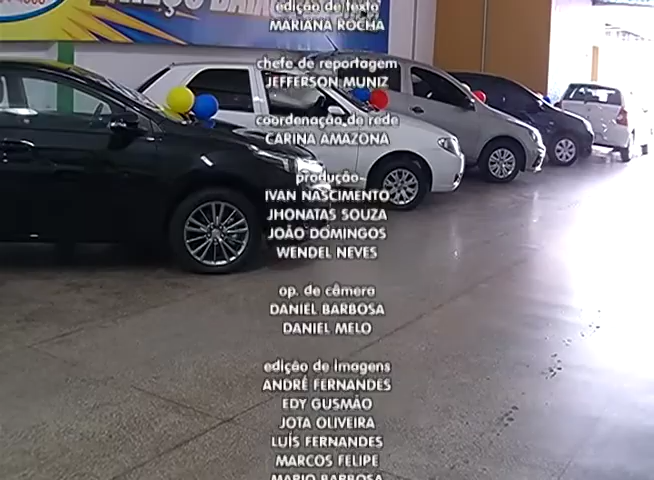 edição de texto
MARIANA ROCHA
chefe de reportagem
JEFFERSON MUNIZ
coordenação de rede
CARINA AMAZONA
produção
IVAN NASCIMENTO
JHONATAS SOUZA
JOÃO DOMINGOS
WENDEL NEVES
op. de câmera
DANIEL BARBOSA
DANIEL MELO
edição de imagens
ANDRÉ FERNANDES
EDY GUSMÃO
JOTA OLIVEIRA
LUÍS FERNANDES
MARCOS FELIPE
MARIO BARBOSA